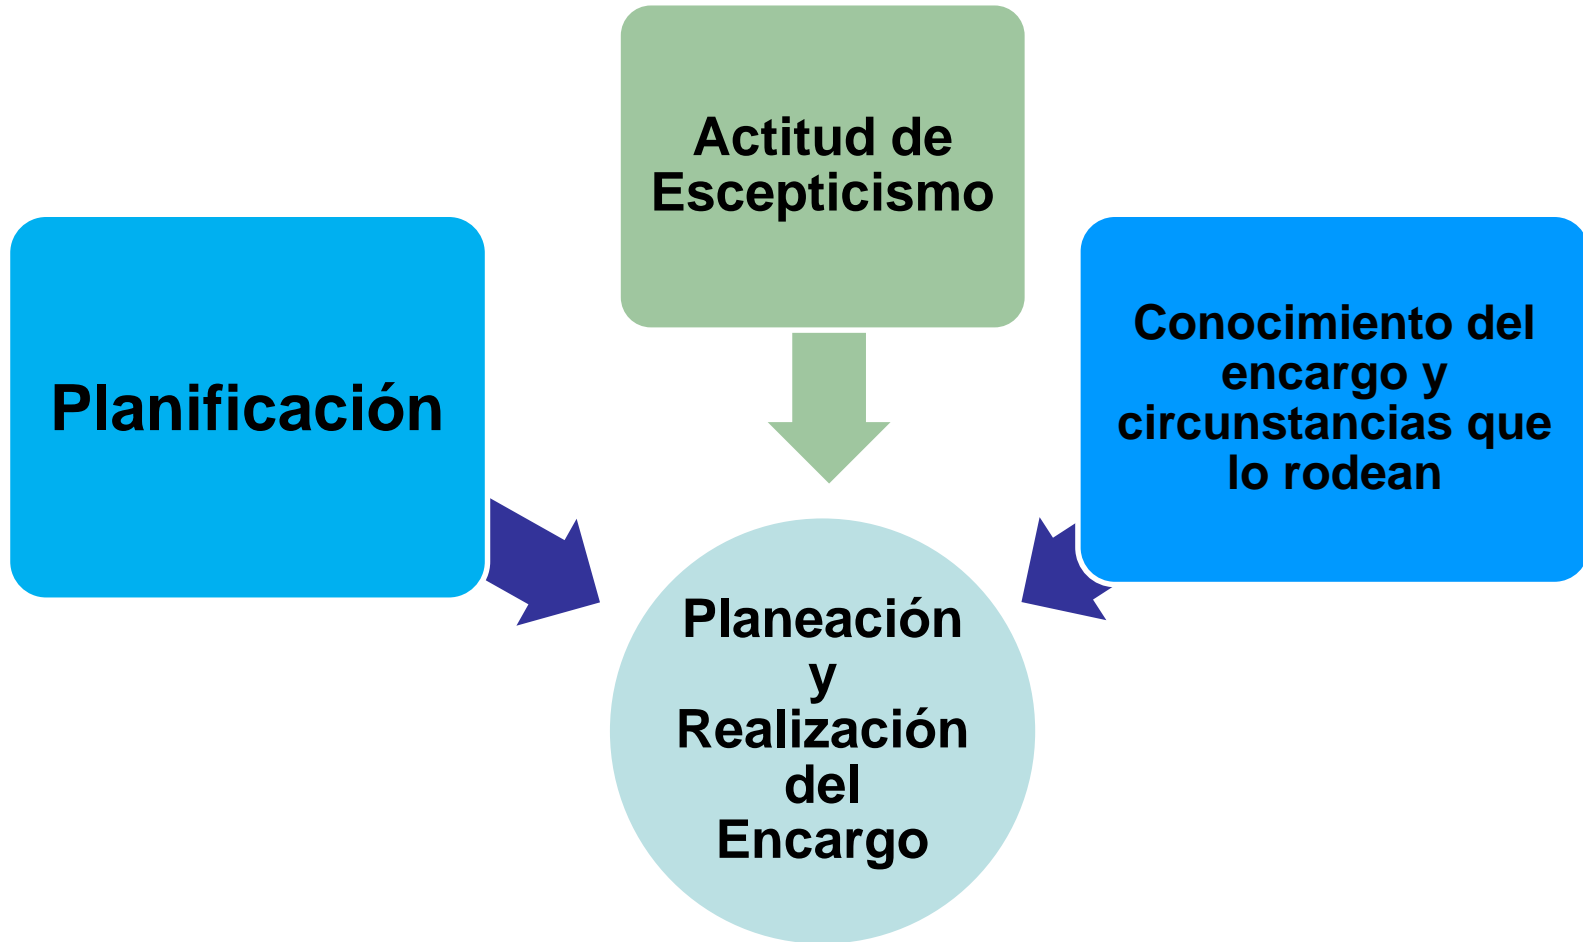 Actitud de
Escepticismo
Planificación
Conocimiento del
encargo y
circunstancias que
lo rodean
Planeación
y
Realización
del
Encargo